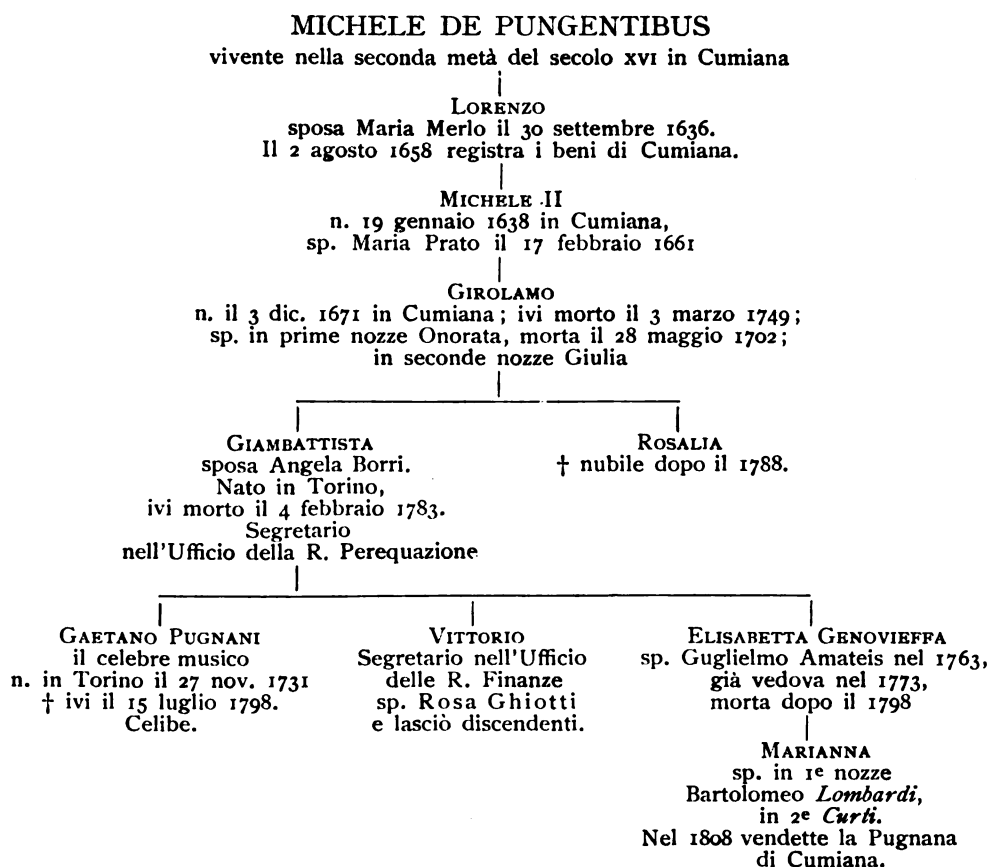 MICHELE DE PUNGENTIBUS
vivente nella seconda metà del secolo XVI in Cumiana
LORENZO
sposa Maria Merlo il 30 settembre 1636.
Il 2 agosto 1658 registra i beni di Cumiana.
MICHELE II
n. 19 gennaio 1638 in Cumiana,
sp. Maria Prato il 17 febbraio 1661
GIROLAMO
n. il 3 dic. 1671 in Cumiana; ivi morto il 3 marzo 1749;
sp. in prime nozze Onorata, morta il 28 maggio 1702;
in seconde nozze Giulia
GIAMBATTISTA
sposa Angela Borri.
Nato in Torino,
ivi morto il 4 febbraio 1783.
Segretario
nell'Ufficio della R. Perequazione
ROSALIA
† nubile dopo il 1788.
GAETANO PUGNANI
il celebre musico
n. in Torino il 27 nov. 1731
† ivi il 15 luglio 1798.
Celibe.
VITTORIO
Segretario nell'Ufficio
delle R. Finanze
sp. Rosa Ghiotti
e lasciò discendenti.
ELISABETTA GENOVIEFFA
sp. Guglielmo Amateis nel 1763,
già vedova nel 1773,
morta dopo il 1798
MARIANNA
sp. in 1e nozze
Bartolomeo Lombardi,
in 2e Curti.
Nel 1808 vendette la Pugnana
di Cumiana.